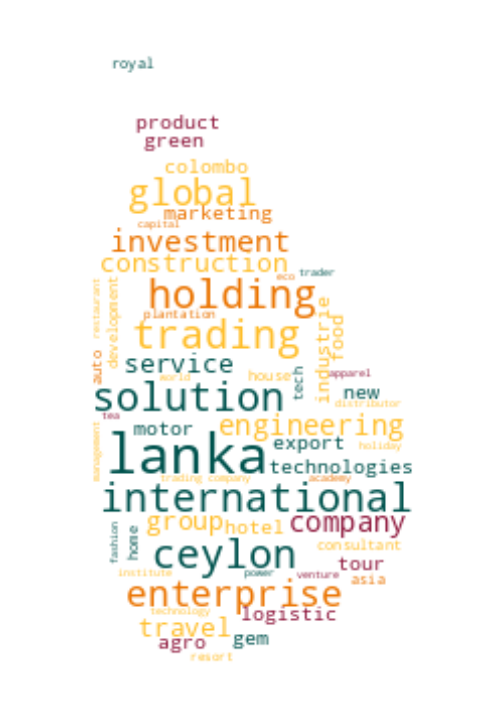 royal
product
green
colombo
global
marketing
capital
investment
construction
eco trader
restaurant
development
holding
plantation
industrie
food
trading
auto
service
world
house
tech
apparel
solution
new
distributor
tea
motor
engineering
management
lanka
export
holiday
technologies
trading company
academy
international
fashion
home
group
hotel
company
ceylon
consultant
tour
institute
power
venture
asia
enterprise
technology
logistic
travel
agro
gem
resort